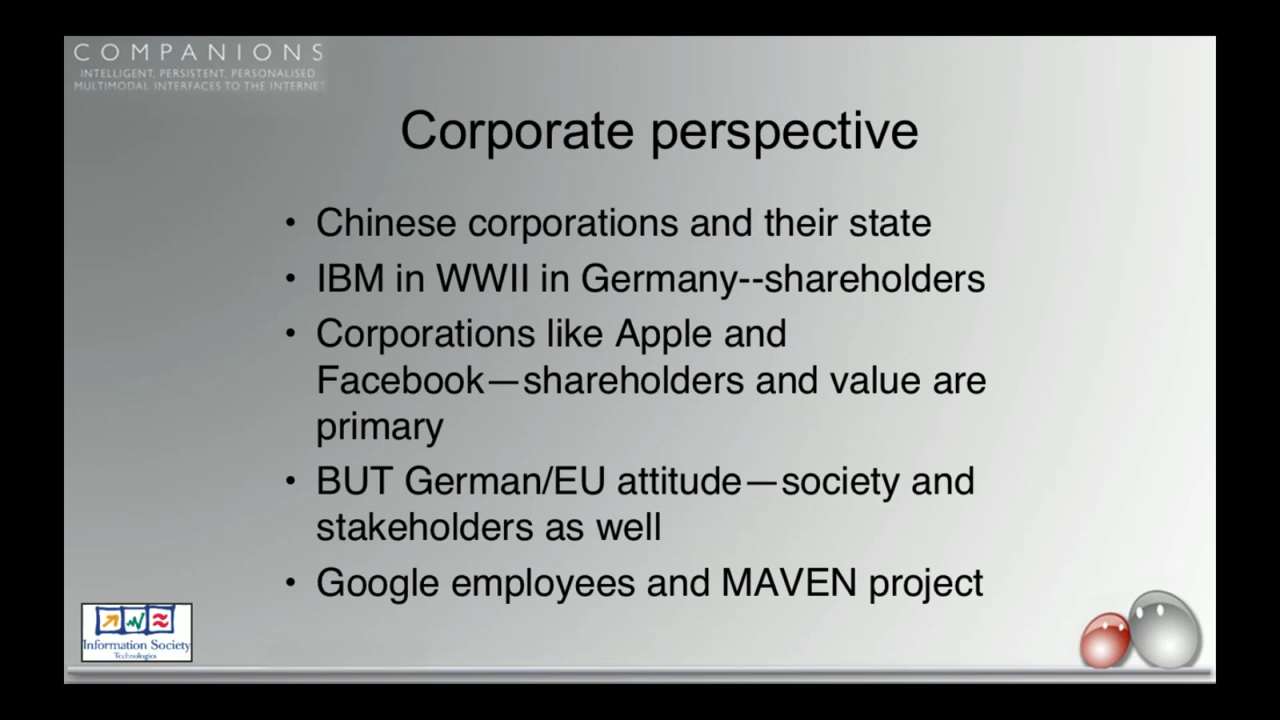 COMPANIONS
INTELLIGENT, PERSISTENT, PERSONALISED
MULTIMODAL INTERFACES TO THE INTERNET
Corporate perspective
• Chinese corporations and their state
• IBM in WWII in Germany--shareholders
• Corporations like Apple and
Facebook—shareholders and value are
primary
• BUT German/EU attitude—society and
stakeholders as well
• Google employees and MAVEN project
Information Society
Technologies